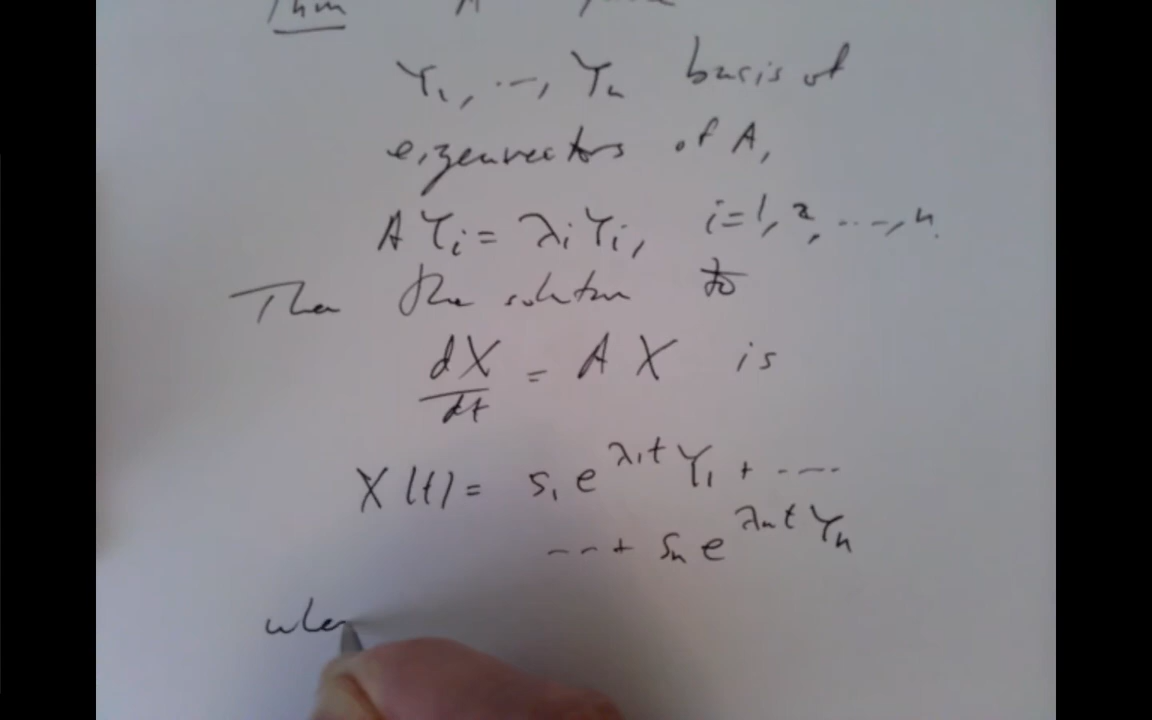 Thm A
Y₁, ..., Yₙ basis of
eigenvectors of A,
A Yᵢ = λᵢ Yᵢ, i=1, 2, ..., n.
Then the solution to
dX/dt = A X is
X(t) = s₁ e^{λ₁t} Y₁ + ....
... + sₙ e^{λₙt} Yₙ